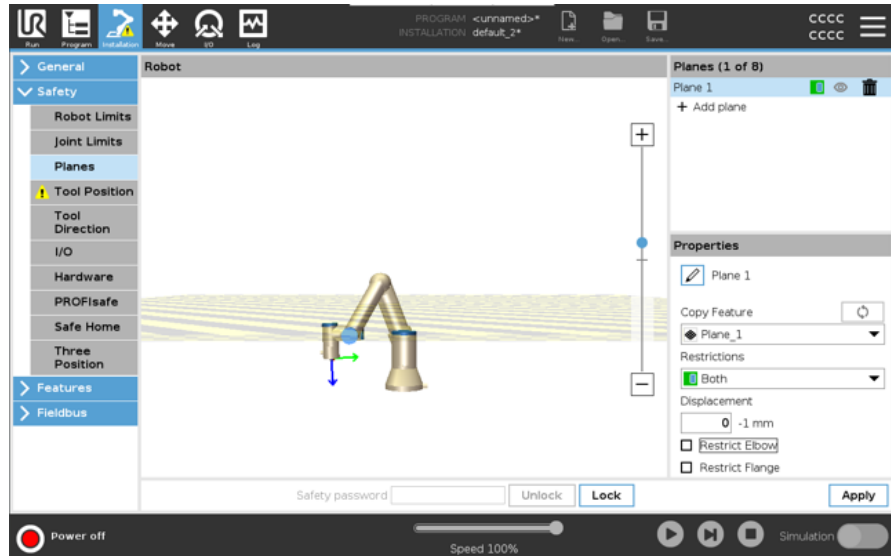 UR
PROGRAM <unnamed>*
INSTALLATION default_2*
Run
Program
Installation
Move
I/O
Log
New...
Open...
Save...
CCCC
CCCC
General
Safety
Robot Limits
Joint Limits
Planes
Tool Position
Tool
Direction
I/O
Hardware
PROFIsafe
Safe Home
Three
Position
Features
Fieldbus
Robot
Planes (1 of 8)
Plane 1
+ Add plane
Properties
Plane 1
Copy Feature
Plane_1
Restrictions
Both
Displacement
0 -1 mm
Restrict Elbow
Restrict Flange
Safety password
Unlock
Lock
Apply
Power off
Speed 100%
Simulation